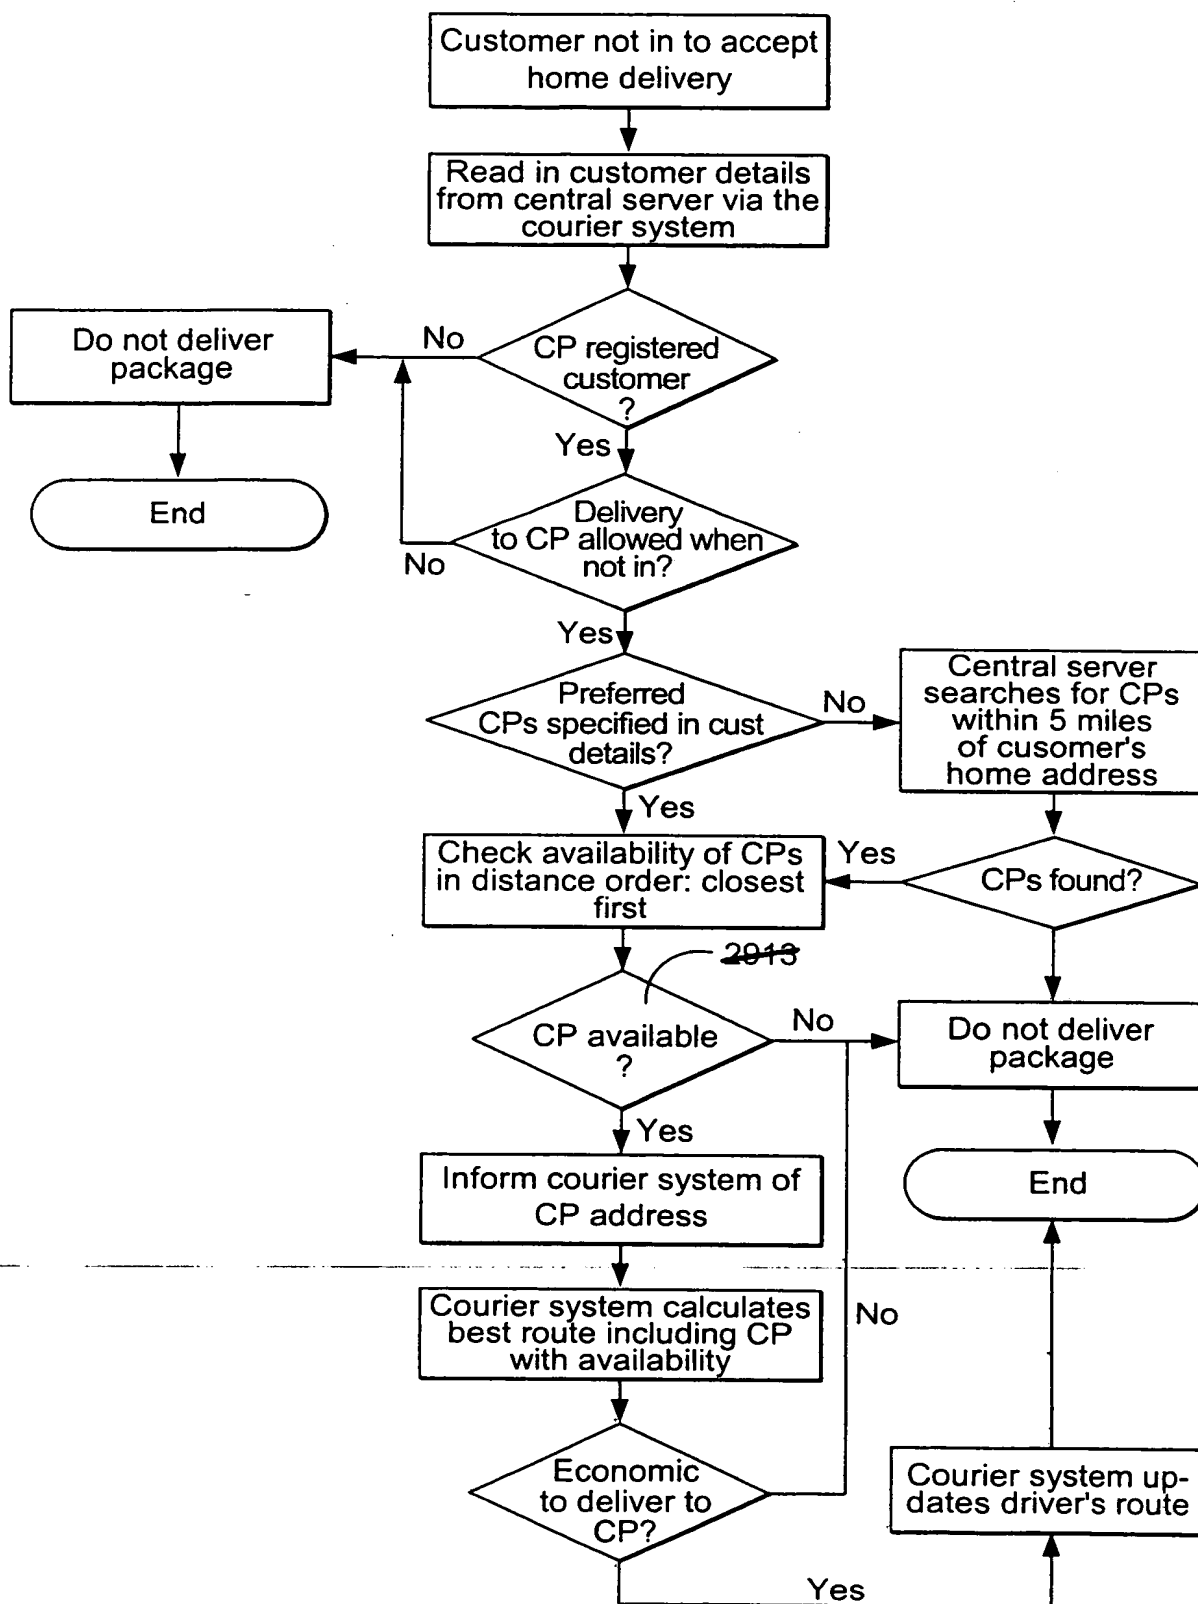 Customer not in to accept
home delivery
Read in customer details
from central server via the
courier system
CP registered
customer
?
No
Do not deliver
package
End
Yes
Delivery
to CP allowed when
not in?
No
Yes
Preferred
CPs specified in cust
details?
No
Central server
searches for CPs
within 5 miles
of cusomer's
home address
Yes
Check availability of CPs
in distance order: closest
first
Yes
CPs found?
2913
CP available
?
No
Do not deliver
package
Yes
End
Inform courier system of
CP address
Courier system calculates
best route including CP
with availability
No
Economic
to deliver to
CP?
Courier system up-
dates driver's route
Yes